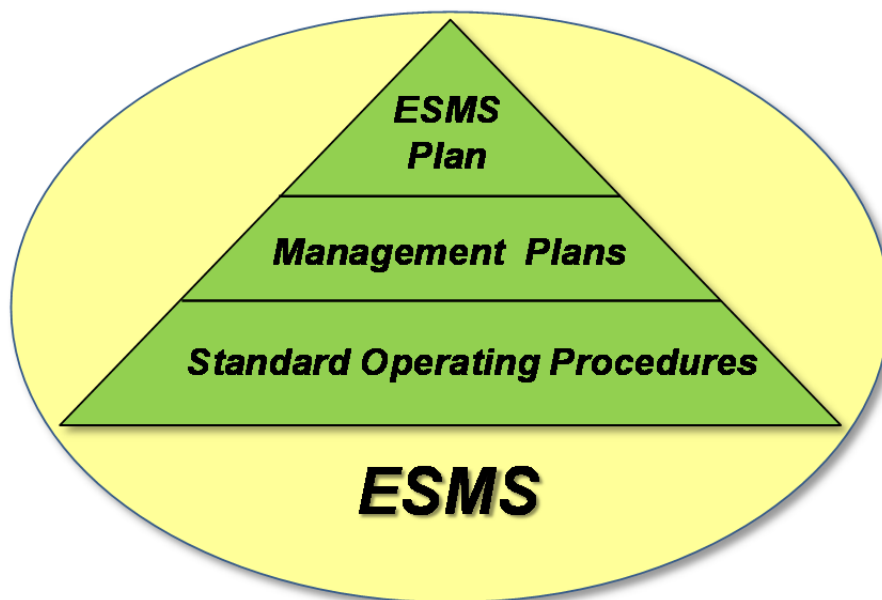 ESMS
Plan
Management Plans
Standard Operating Procedures
ESMS